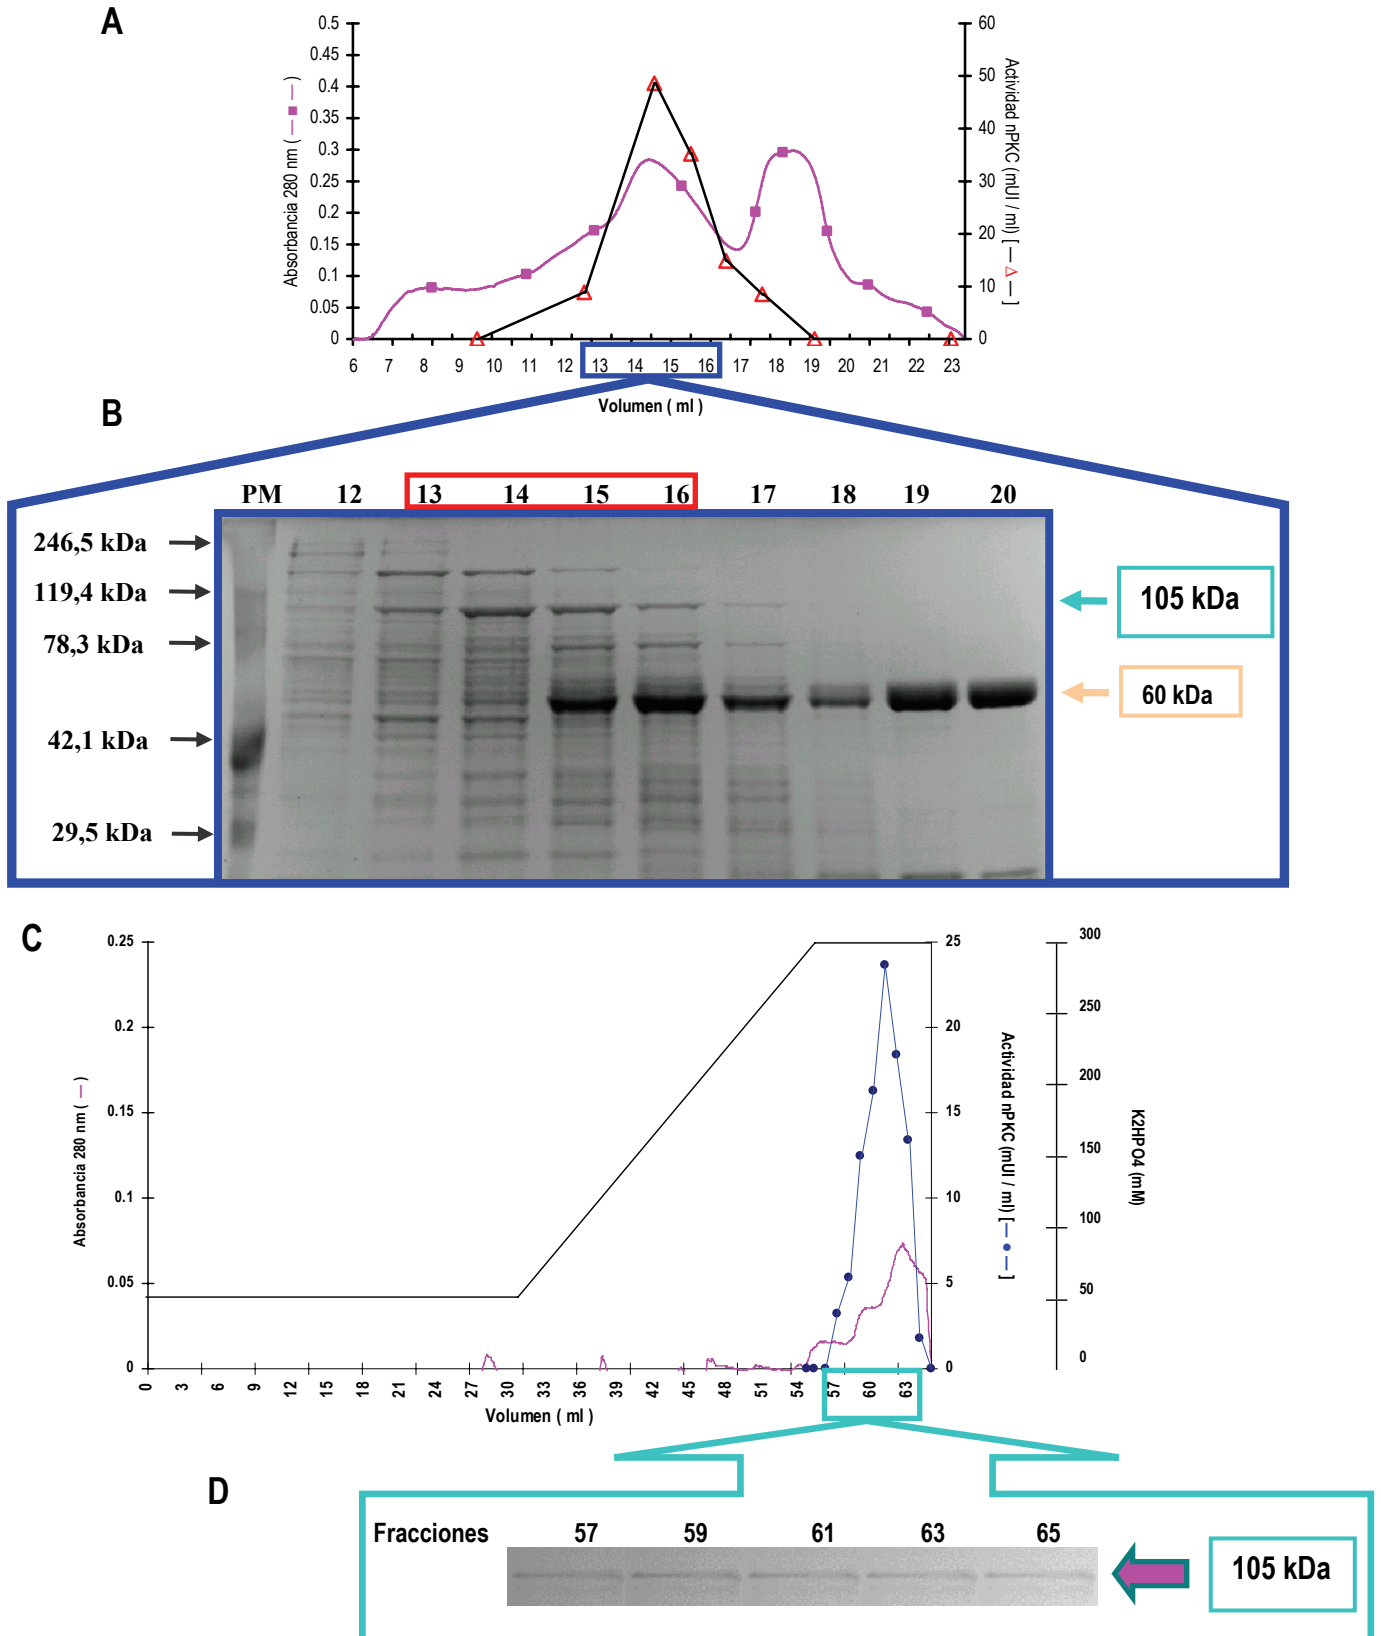 A
0.5
0.45
0.4
0.35
0.3
0.25
0.2
0.15
0.1
0.05
0
Absorbancia 280 nm ( — ■ — )
60
50
40
30
20
10
0
Actividad nPKC (mUI / ml) [ — Δ — ]
6 7 8 9 10 11 12 13 14 15 16 17 18 19 20 21 22 23
Volumen ( ml )
B
PM 12 13 14 15 16 17 18 19 20
246,5 kDa
119,4 kDa
78,3 kDa
42,1 kDa
29,5 kDa
105 kDa
60 kDa
C
0.25
0.2
0.15
0.1
0.05
0
Absorbancia 280 nm ( — )
25
20
15
10
5
0
Actividad nPKC (mUI / ml) [ — ● — ]
300
250
200
150
100
50
0
K2HPO4 (mM)
0 3 6 9 12 15 18 21 24 27 30 33 36 39 42 45 48 51 54 57 60 63
Volumen ( ml )
D
Fracciones 57 59 61 63 65
105 kDa